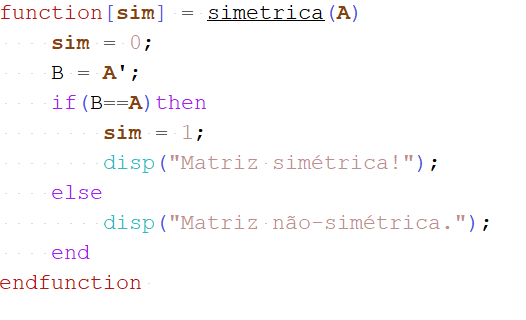 function[sim] = simetrica(A)
    sim = 0;
    B = A';
    if(B==A)then
        sim = 1;
        disp("Matriz simétrica!");
    else
        disp("Matriz não-simétrica.");
    end
endfunction